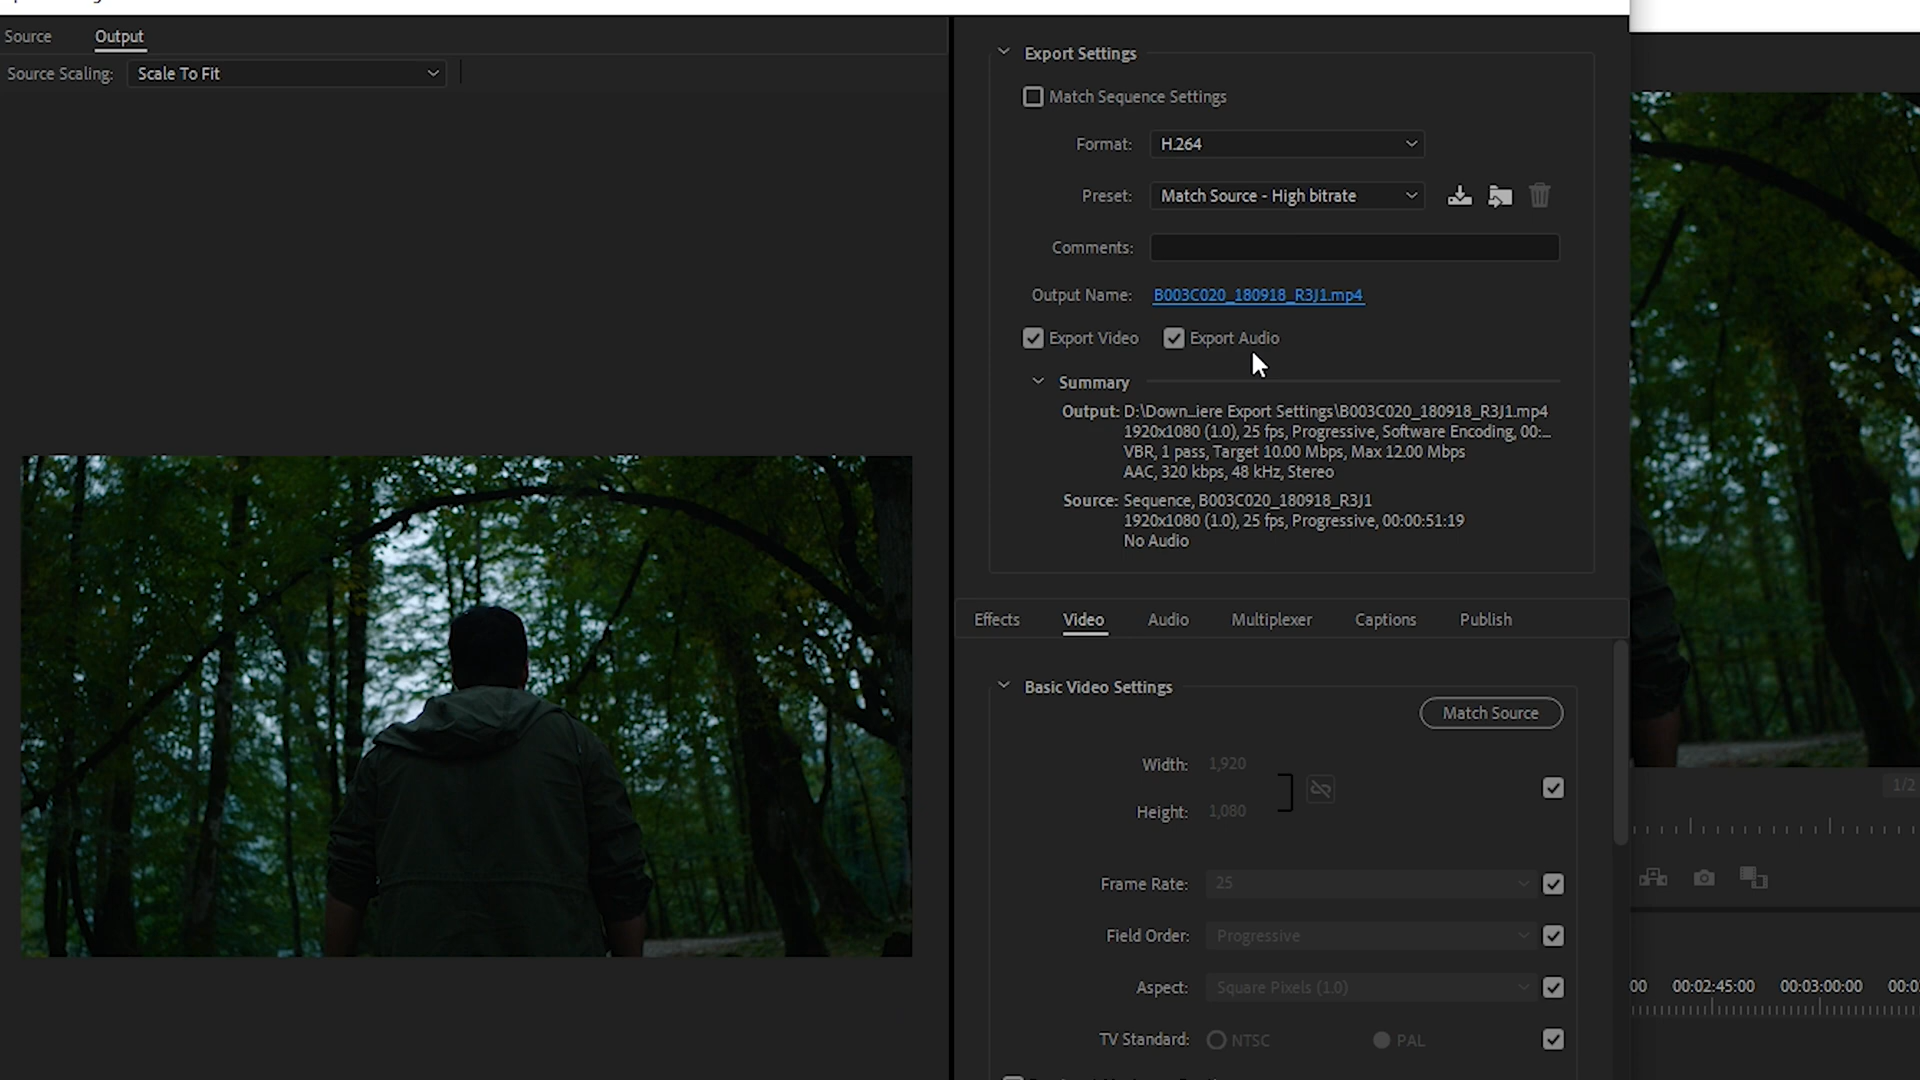 Source Output
Source Scaling: Scale To Fit
Export Settings
Match Sequence Settings
Format: H.264
Preset: Match Source - High bitrate
Comments:
Output Name: B003C020_180918_R3J1.mp4
Export Video Export Audio
Summary
Output: D:\Down...iere Export Settings\B003C020_180918_R3J1.mp4
1920x1080 (1.0), 25 fps, Progressive, Software Encoding, 00:...
VBR, 1 pass, Target 10.00 Mbps, Max 12.00 Mbps
AAC, 320 kbps, 48 kHz, Stereo
Source: Sequence, B003C020_180918_R3J1
1920x1080 (1.0), 25 fps, Progressive, 00:00:51:19
No Audio
Effects Video Audio Multiplexer Captions Publish
Basic Video Settings
Match Source
Width: 1,920
Height: 1,080
Frame Rate: 25
Field Order: Progressive
Aspect: Square Pixels (1.0)
TV Standard: NTSC PAL
1/2
00 00:02:45:00 00:03:00:00 00:0